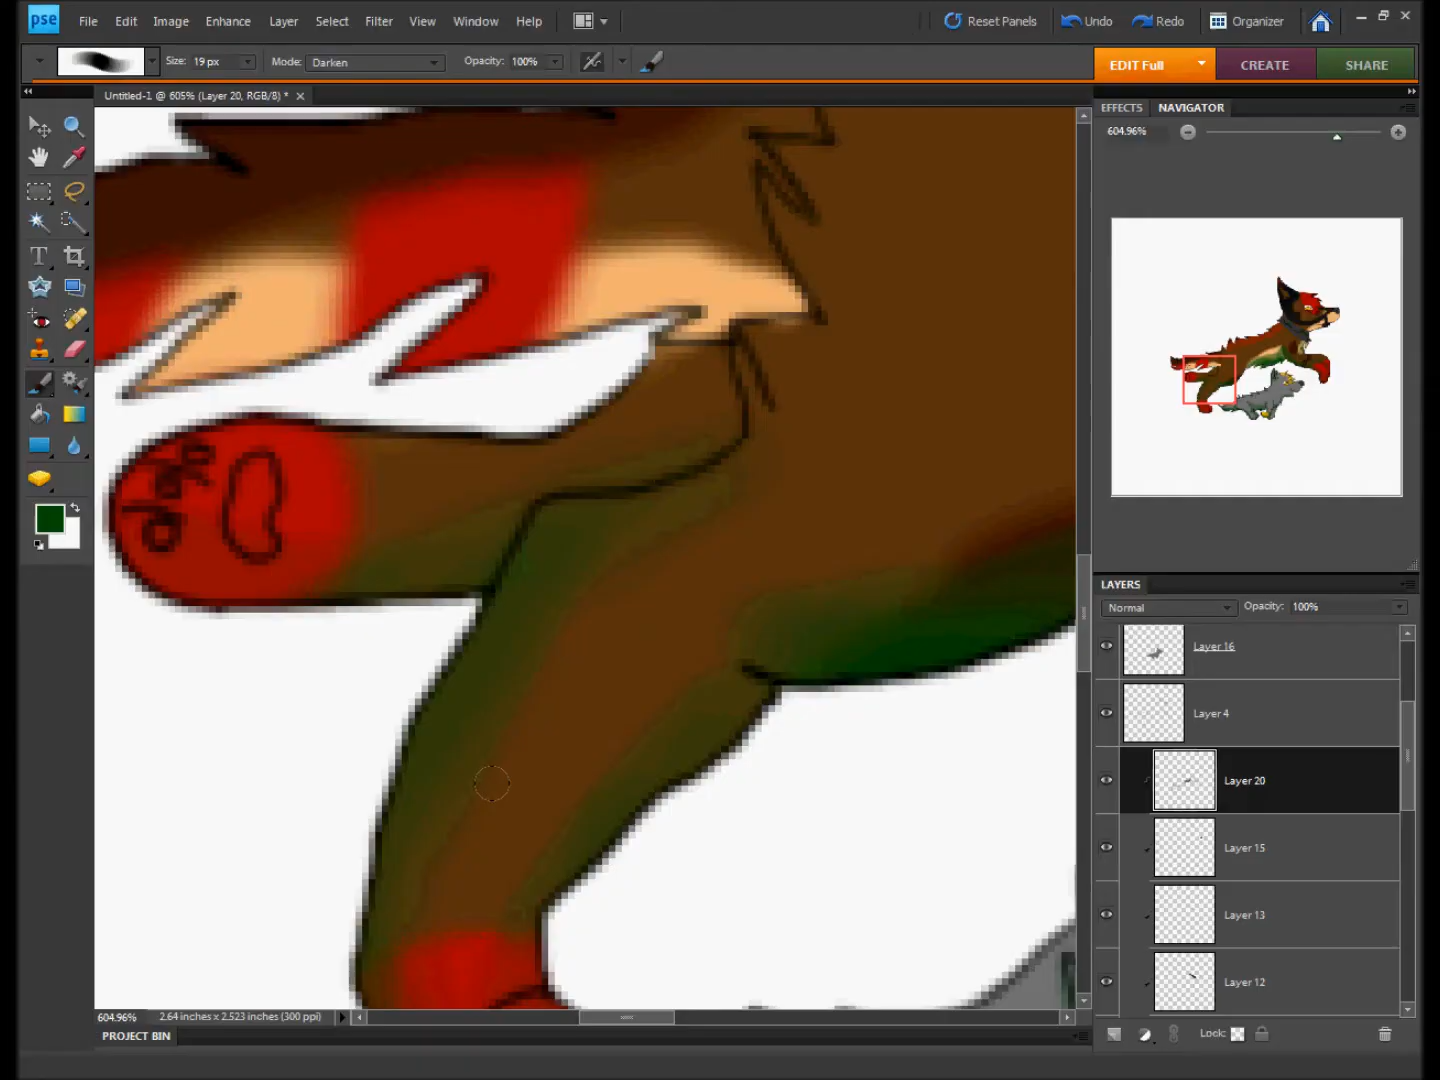 pse File Edit Image Enhance Layer Select Filter View Window Help Reset Panels Undo Redo Organizer
Size: 19 px Mode: Darken Opacity: 100% EDIT Full CREATE SHARE
Untitled-1 @ 605% (Layer 20, RGB/8) *
EFFECTS NAVIGATOR
604.96%
LAYERS
Normal Opacity: 100%
Layer 16
Layer 4
Layer 20
Layer 15
Layer 13
Layer 12
604.96% 2.64 inches x 2.523 inches (300 ppi)
Lock:
PROJECT BIN